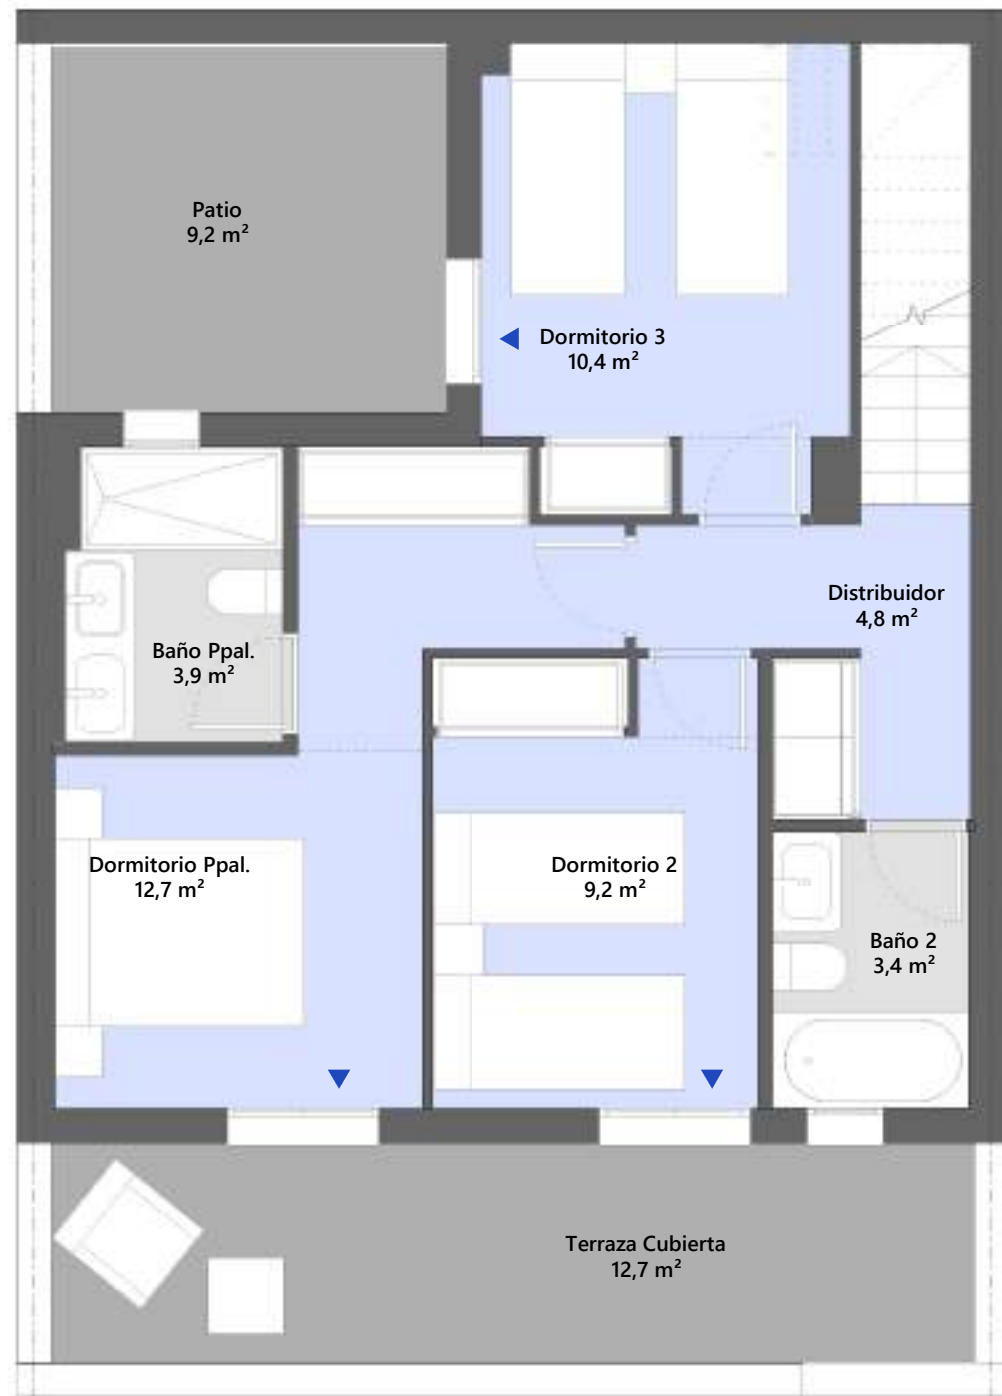 Patio
9,2 m²
Dormitorio 3
10,4 m²
Distribuidor
4,8 m²
Baño Ppal.
3,9 m²
Dormitorio Ppal.
12,7 m²
Dormitorio 2
9,2 m²
Baño 2
3,4 m²
Terraza Cubierta
12,7 m²